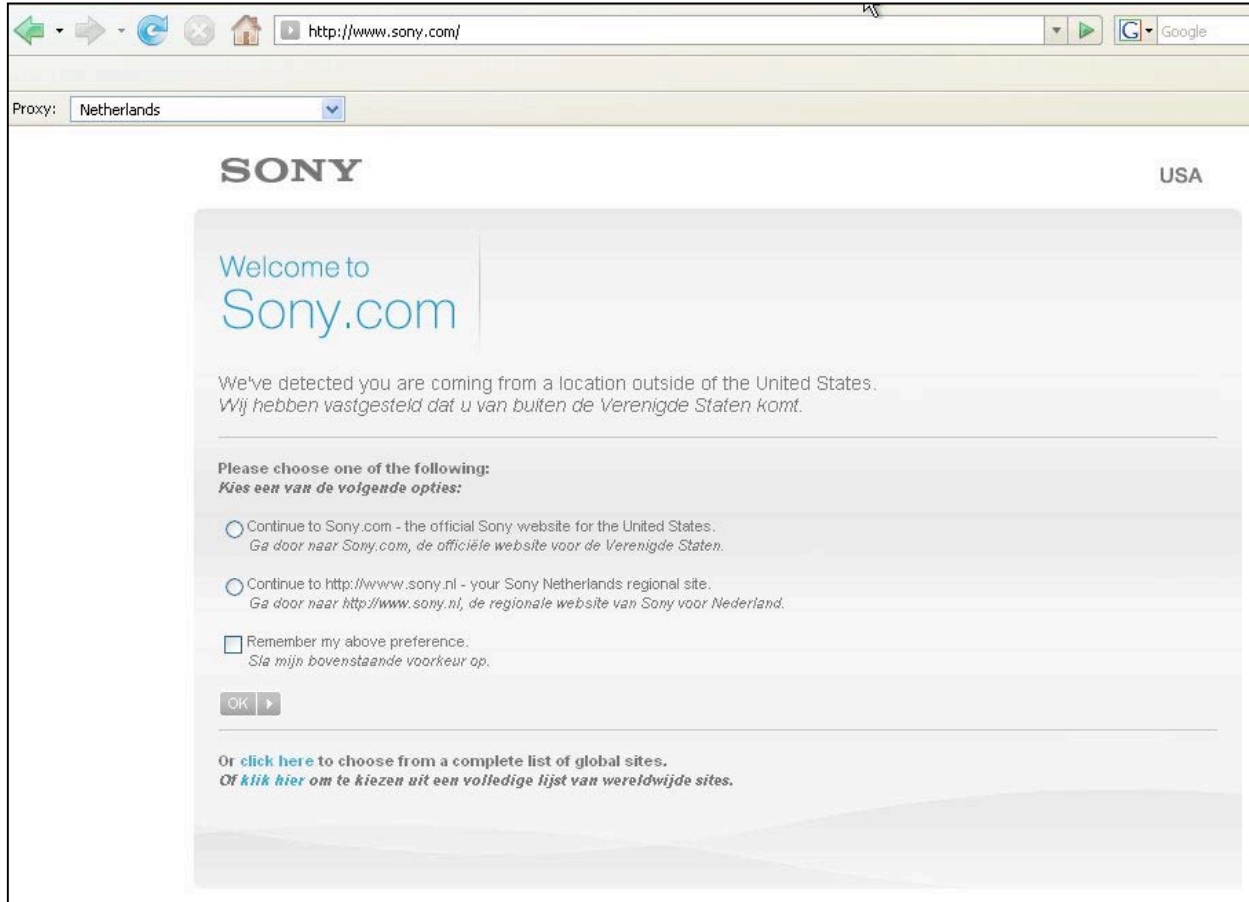 http://www.sony.com/
G Google
Proxy: Netherlands
SONY
USA
Welcome to
Sony.com
We've detected you are coming from a location outside of the United States.
Wij hebben vastgesteld dat u van buiten de Verenigde Staten komt.
Please choose one of the following:
Kies een van de volgende opties:
Continue to Sony.com - the official Sony website for the United States.
Ga door naar Sony.com, de officiële website voor de Verenigde Staten.
Continue to http://www.sony.nl - your Sony Netherlands regional site.
Ga door naar http://www.sony.nl, de regionale website van Sony voor Nederland.
Remember my above preference.
Sla mijn bovenstaande voorkeur op.
OK
Or click here to choose from a complete list of global sites.
Of klik hier om te kiezen uit een volledige lijst van wereldwijde sites.